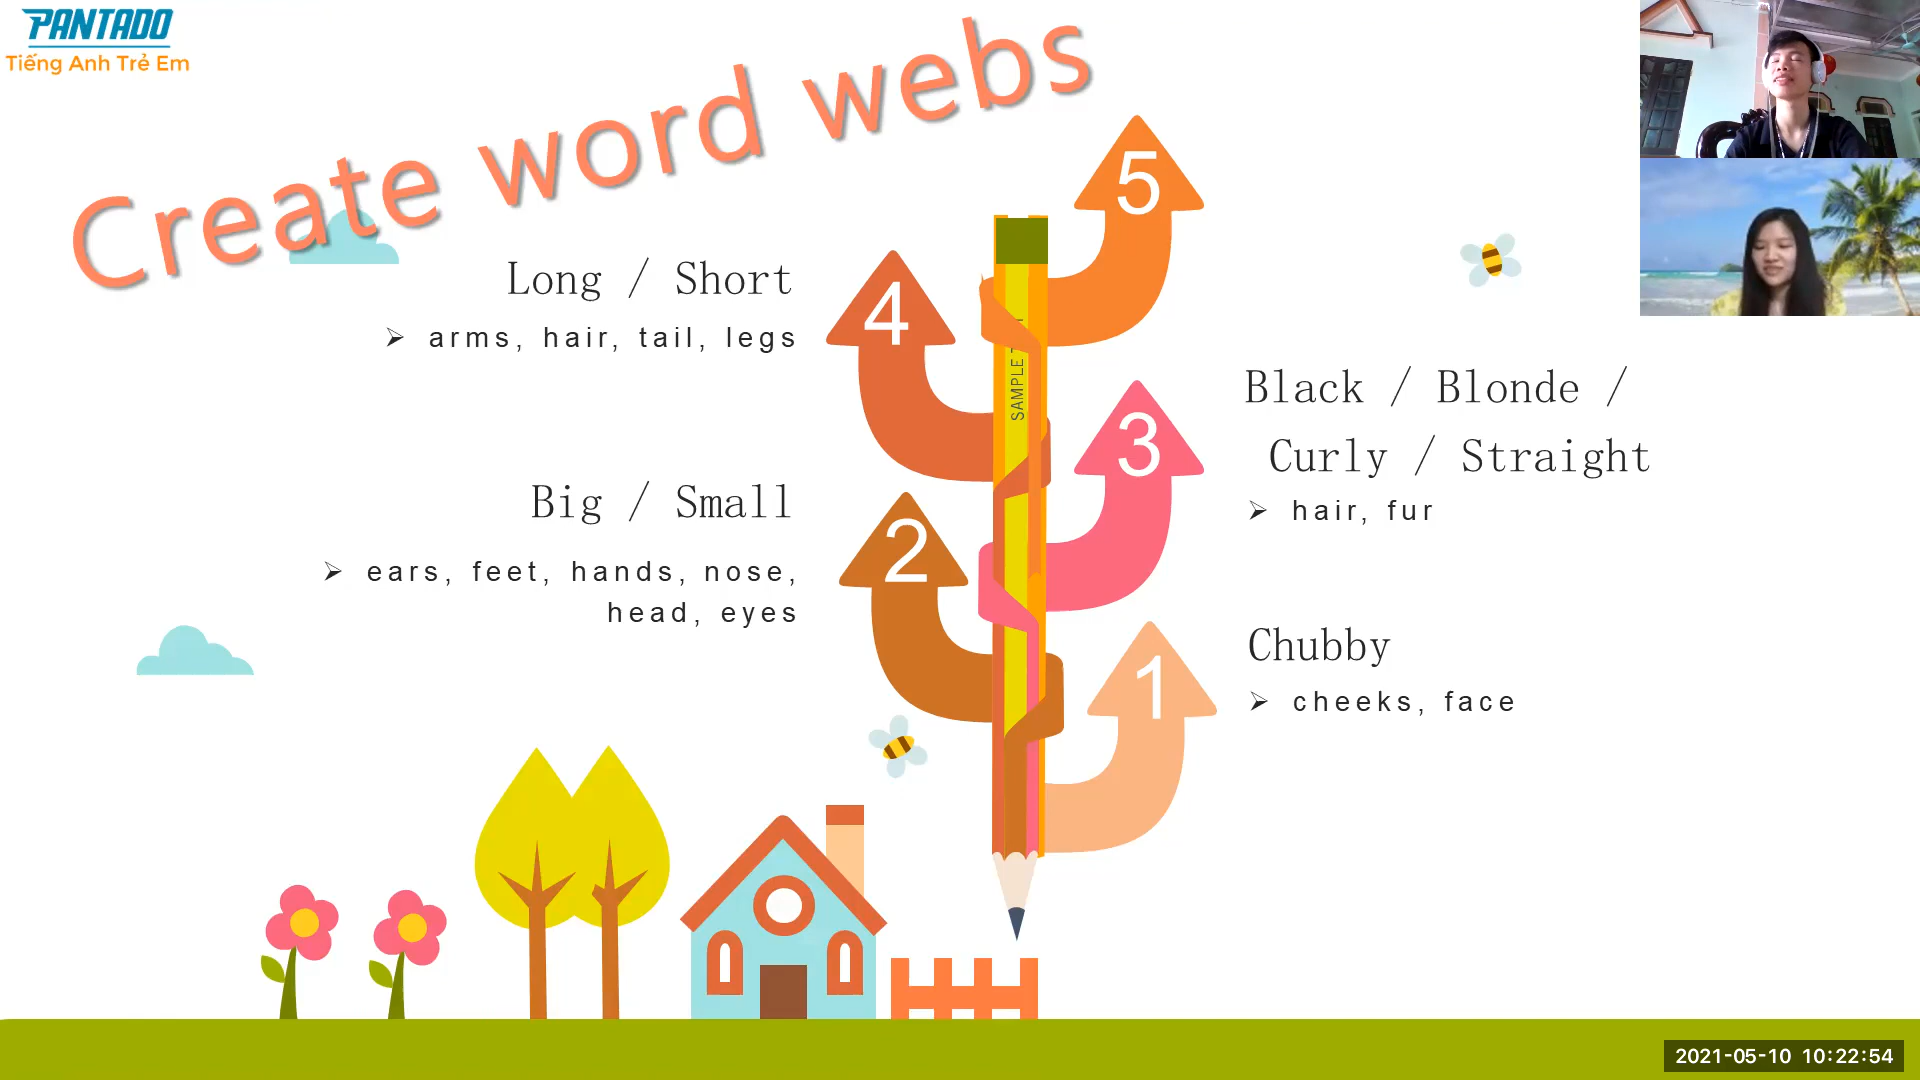 PANTADO
Tiếng Anh Trẻ Em
Create word webs
5
Long / Short
4
➢ arms, hair, tail, legs
SAMPLE
Black / Blonde /
Curly / Straight
3
➢ hair, fur
Big / Small
2
➢ ears, feet, hands, nose,
head, eyes
Chubby
1
➢ cheeks, face
2021-05-10 10:22:54